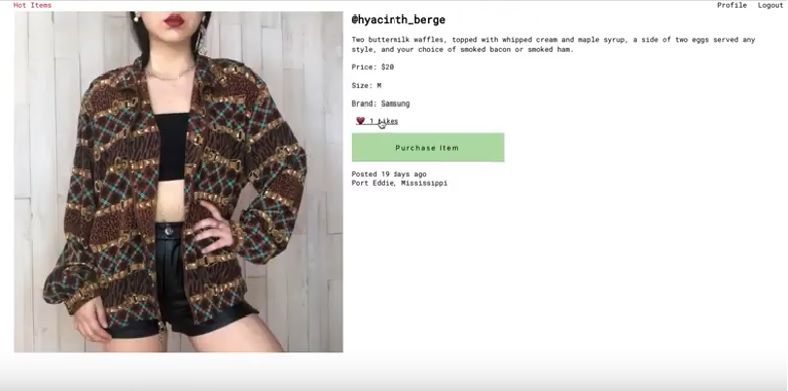 Hot Items
Profile
Logout
@hyacinth_berge
Two buttermilk waffles, topped with whipped cream and maple syrup, a side of two eggs served any
style, and your choice of smoked bacon or smoked ham.
Price: $20
Size: M
Brand: Samsung
1 Likes
Purchase Item
Posted 19 days ago
Port Eddie, Mississippi